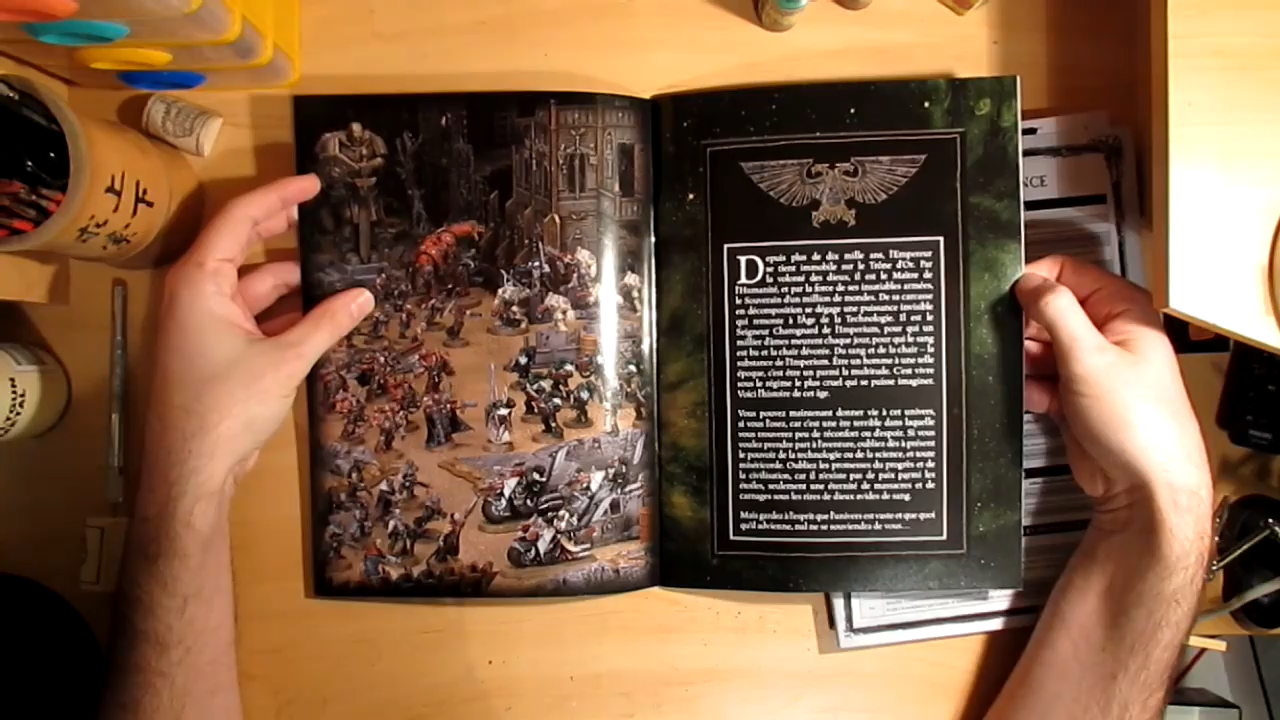 Depuis plus de dix mille ans, l'Empereur
se tient immobile sur le Trône d'Or. Par
la volonté des dieux, il est le Maître de
l'Humanité, et par la force de ses insatiables armées,
le Souverain d'un million de mondes. De sa carcasse
en décomposition se dégage une puissance invisible
qui remonte à l'Âge de la Technologie. Il est le
Seigneur Charognard de l'Imperium, pour qui un
millier d'âmes meurent chaque jour, pour qui le sang
est bu et la chair dévorée. Du sang et de la chair – la
substance de l'Imperium. Être un homme à une telle
époque, c'est être un parmi la multitude. C'est vivre
sous le régime le plus cruel qui se puisse imaginer.
Voici l'histoire de cet âge.
Vous pouvez maintenant donner vie à cet univers,
si vous l'osez, car c'est une ère terrible dans laquelle
vous trouverez peu de réconfort ou d'espoir. Si vous
voulez prendre part à l'aventure, oubliez dès à présent
le pouvoir de la technologie ou de la science, et toute
miséricorde. Oubliez les promesses du progrès et de
la civilisation, car il n'existe pas de paix parmi les
étoiles, seulement une éternité de massacres et de
carnages sous les rires de dieux avides de sang.
Mais gardez à l'esprit que l'univers est vaste et que quoi
qu'il advienne, nul ne se souviendra de vous…
NCE
上
下